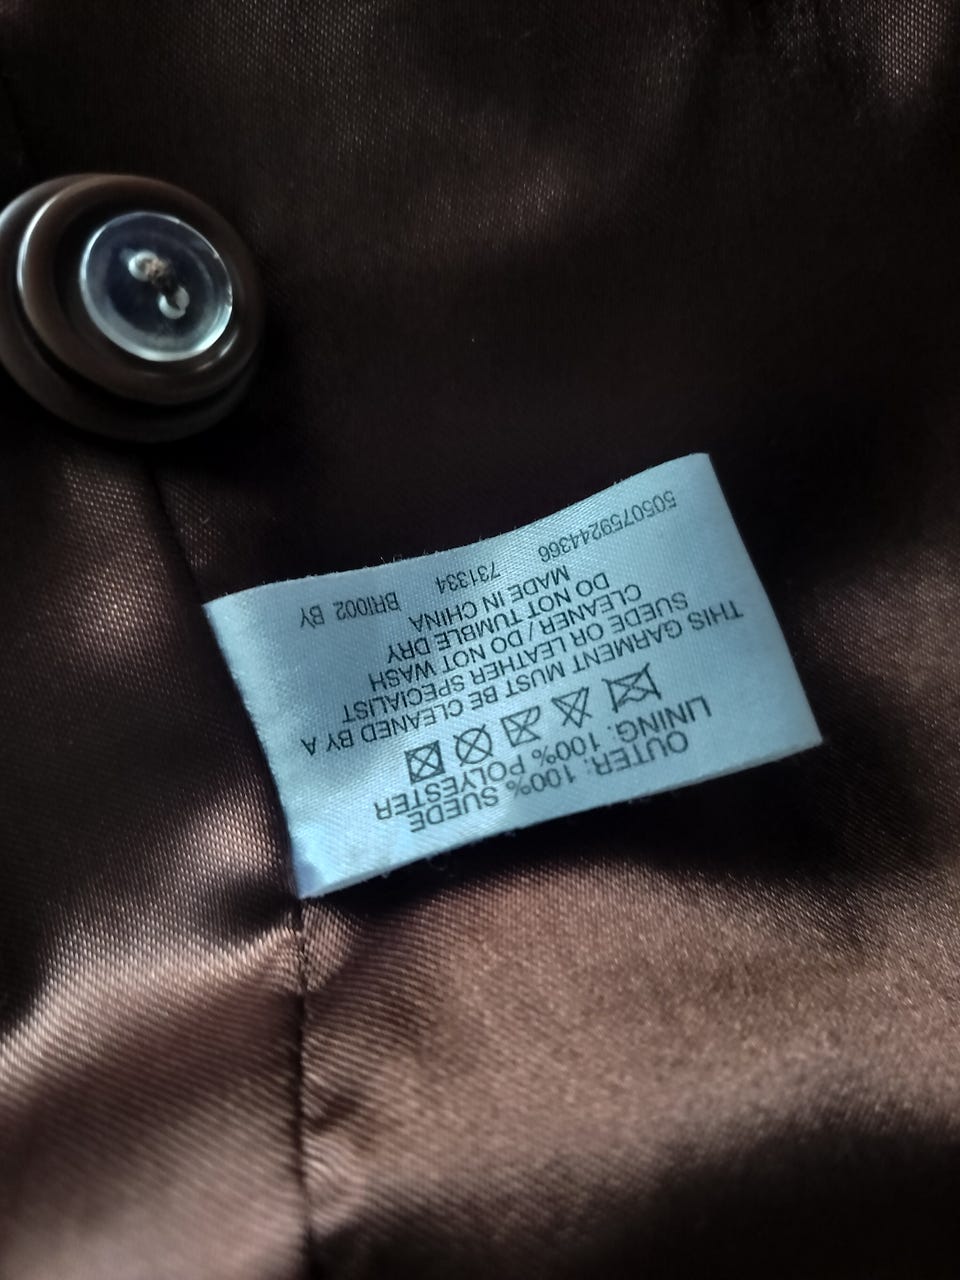 OUTER: 100% SUEDE
LINING: 100% POLYESTER
THIS GARMENT MUST BE CLEANED BY A
SUEDE OR LEATHER SPECIALIST
CLEANER / DO NOT WASH
DO NOT TUMBLE DRY
MADE IN CHINA
5050759244366 731334 BRI002 BY